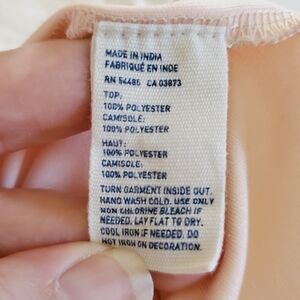 MADE IN INDIA
FABRIQUÉ EN INDE
RN 54485 CA 03873
TOP:
100% POLYESTER
CAMISOLE:
100% POLYESTER
HAUT:
100% POLYESTER
CAMISOLE:
100% POLYESTER
TURN GARMENT INSIDE OUT.
HAND WASH COLD. USE ONLY
NON CHLORINE BLEACH IF
NEEDED. LAY FLAT TO DRY.
COOL IRON IF NEEDED. DO
NOT IRON ON DECORATION.